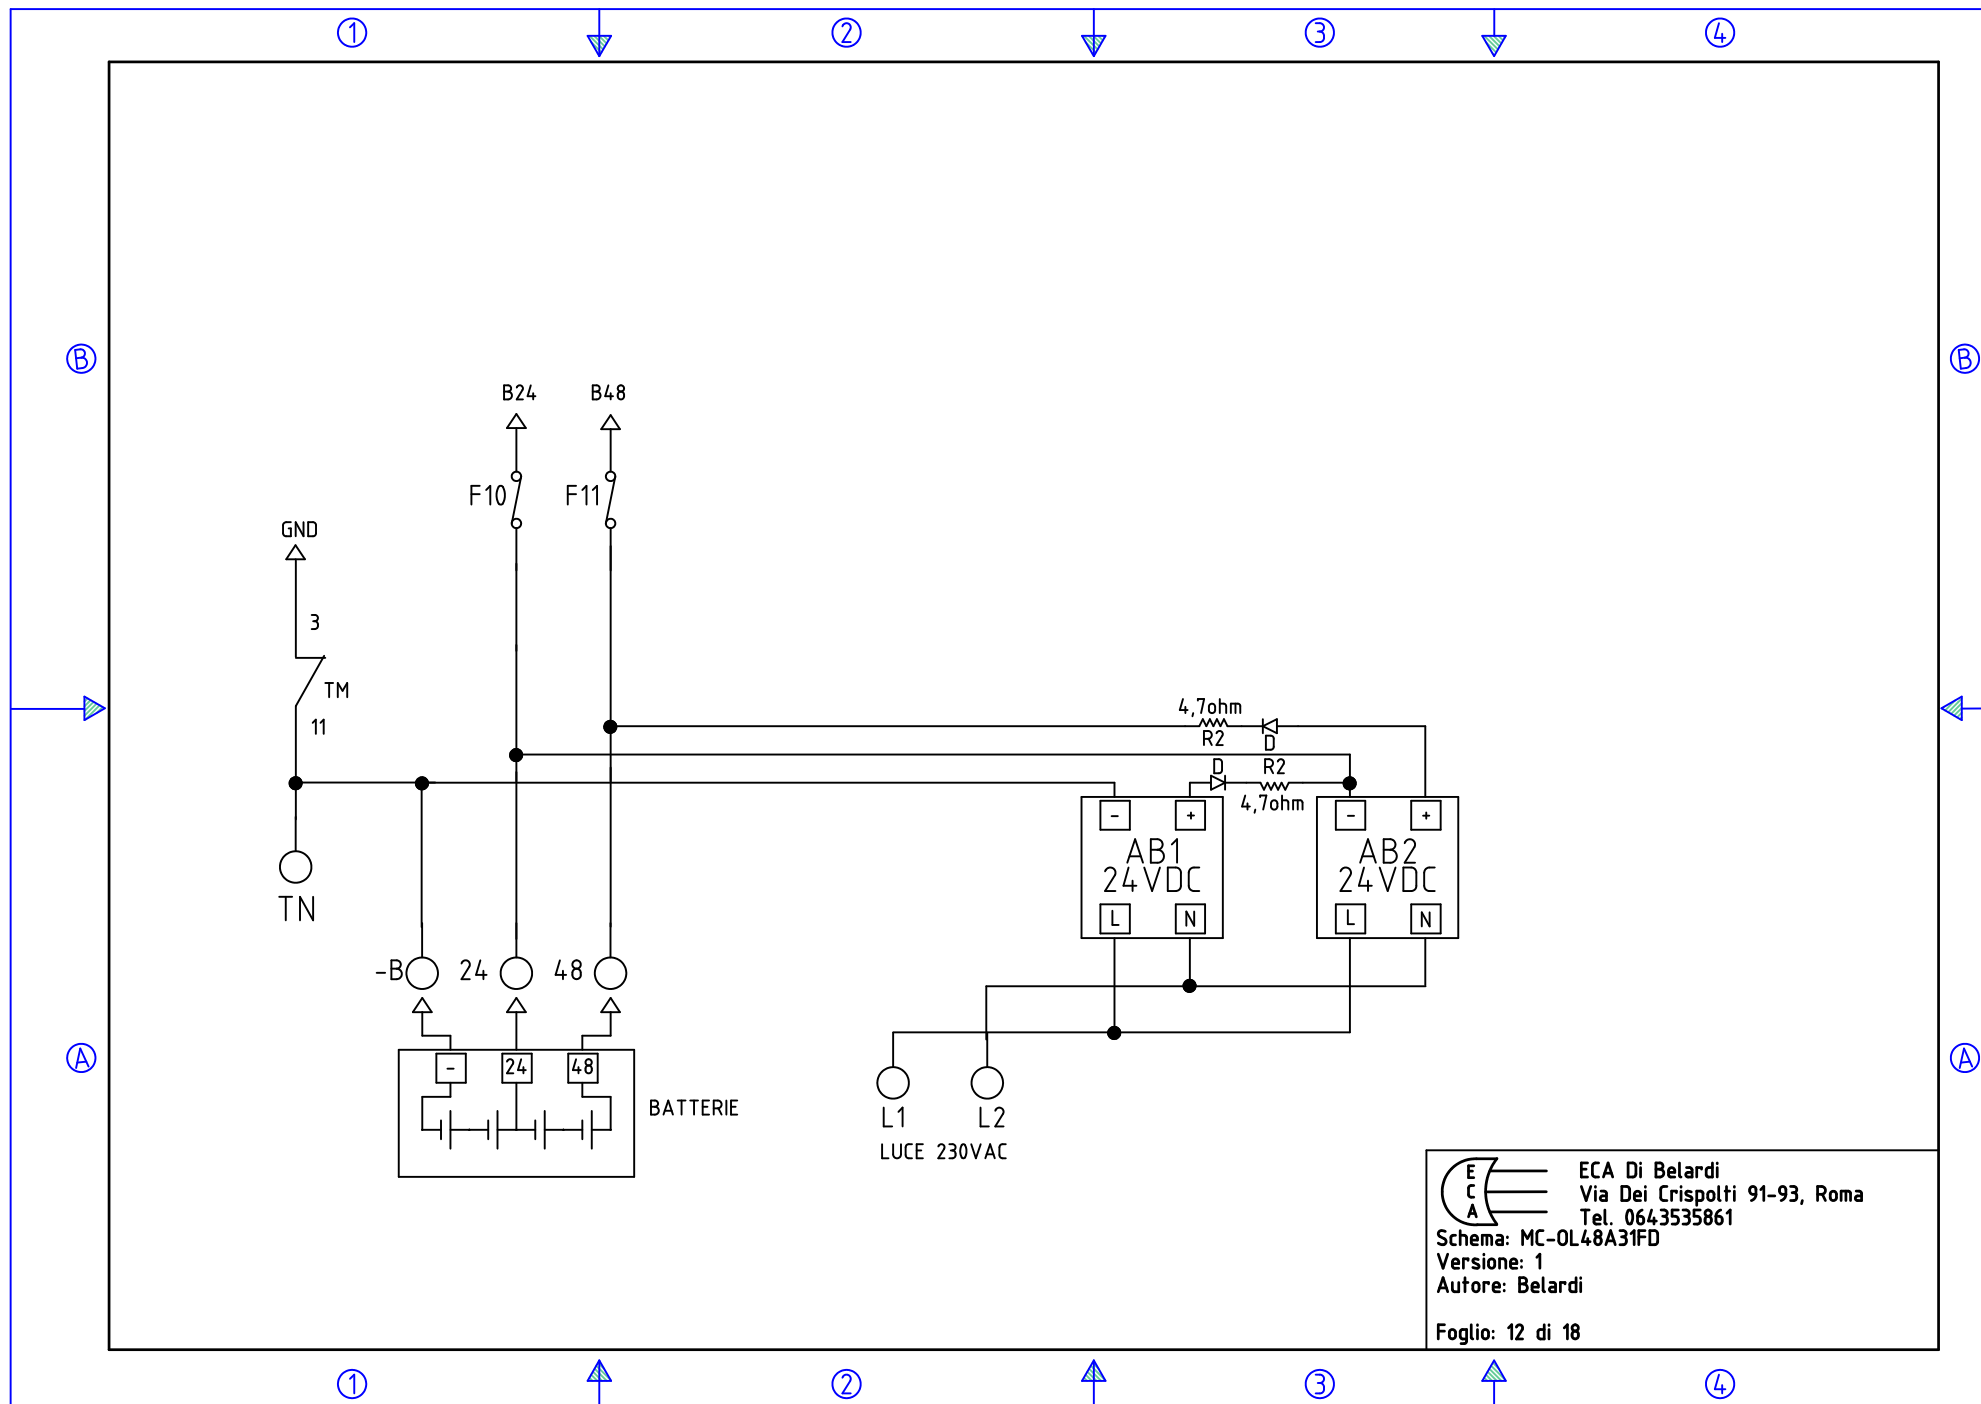 1 2 3 4
B B
B24 B48
F10 F11
GND
3
TM
11
4,7ohm
R2 D
D R2
4,7ohm
- + - +
AB1 AB2
24VDC 24VDC
L N L N
TN
-B 24 48
- 24 48
A A
BATTERIE
L1 L2
LUCE 230VAC
E
C
A
ECA Di Belardi
Via Dei Crispolti 91-93, Roma
Tel. 0643535861
Schema: MC-OL48A31FD
Versione: 1
Autore: Belardi
Foglio: 12 di 18
1 2 3 4